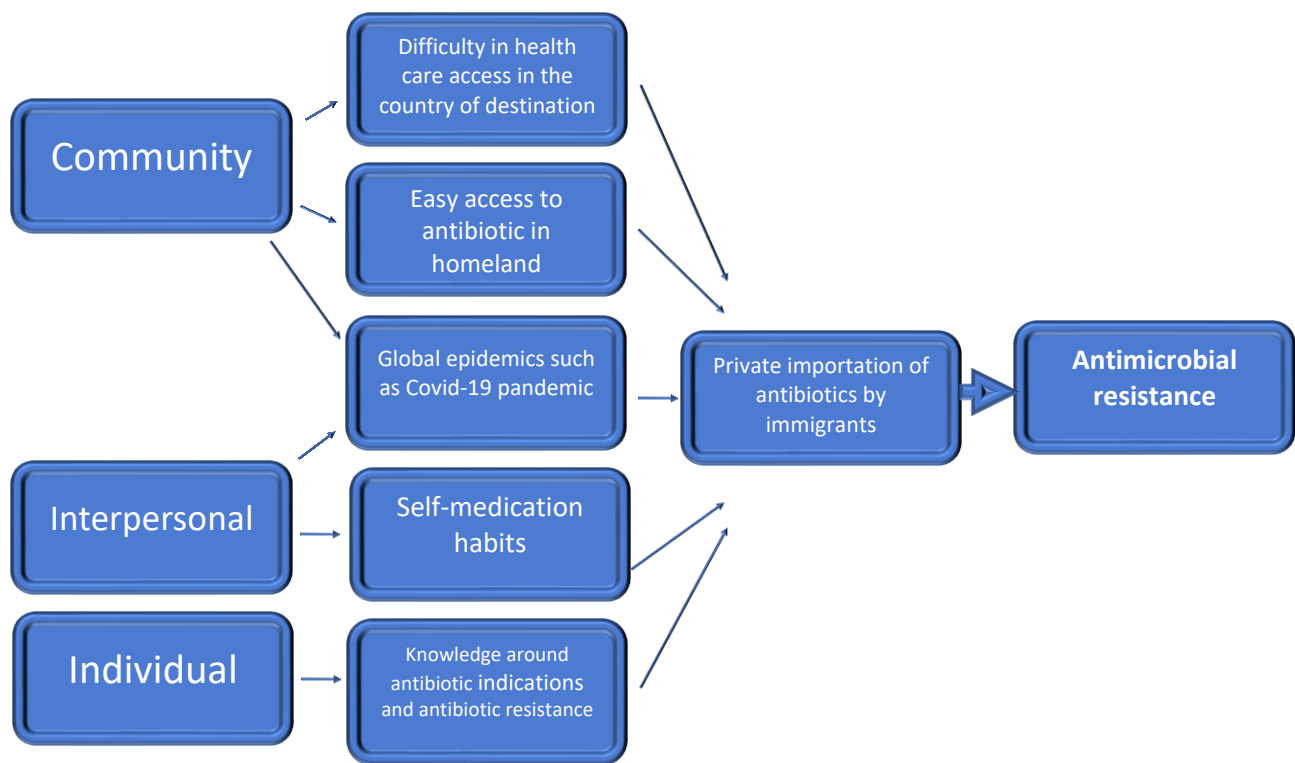 Difficulty in health
care access in the
country of destination
Community
Easy access to
antibiotic in
homeland
Global epidemics such
as Covid-19 pandemic
Private importation of
antibiotics by
immigrants
Antimicrobial
resistance
Interpersonal
Self-medication
habits
Individual
Knowledge around
antibiotic indications
and antibiotic resistance